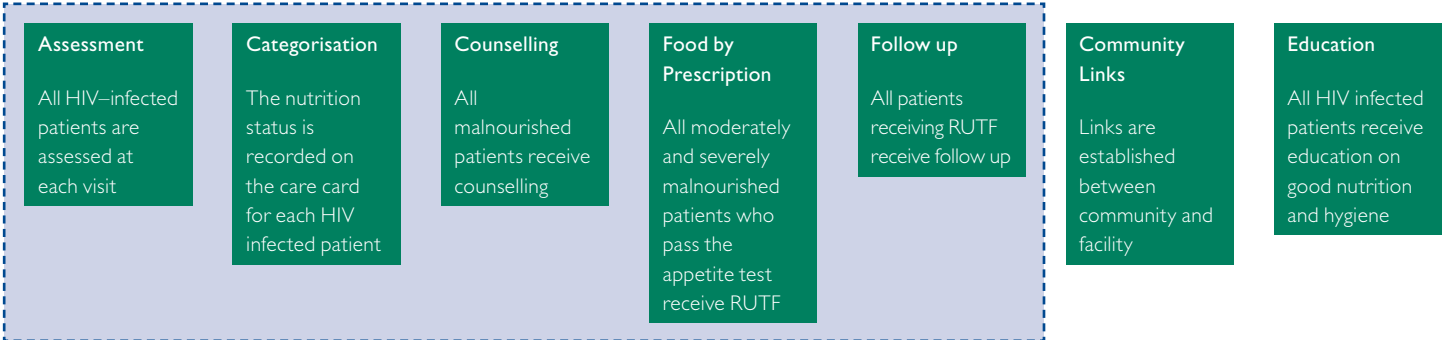 Assessment
All HIV–infected
patients are
assessed at
each visit
Categorisation
The nutrition
status is
recorded on
the care card
for each HIV
infected patient
Counselling
All
malnourished
patients receive
counselling
Food by
Prescription
All moderately
and severely
malnourished
patients who
pass the
appetite test
receive RUTF
Follow up
All patients
receiving RUTF
receive follow up
Community
Links
Links are
established
between
community and
facility
Education
All HIV infected
patients receive
education on
good nutrition
and hygiene